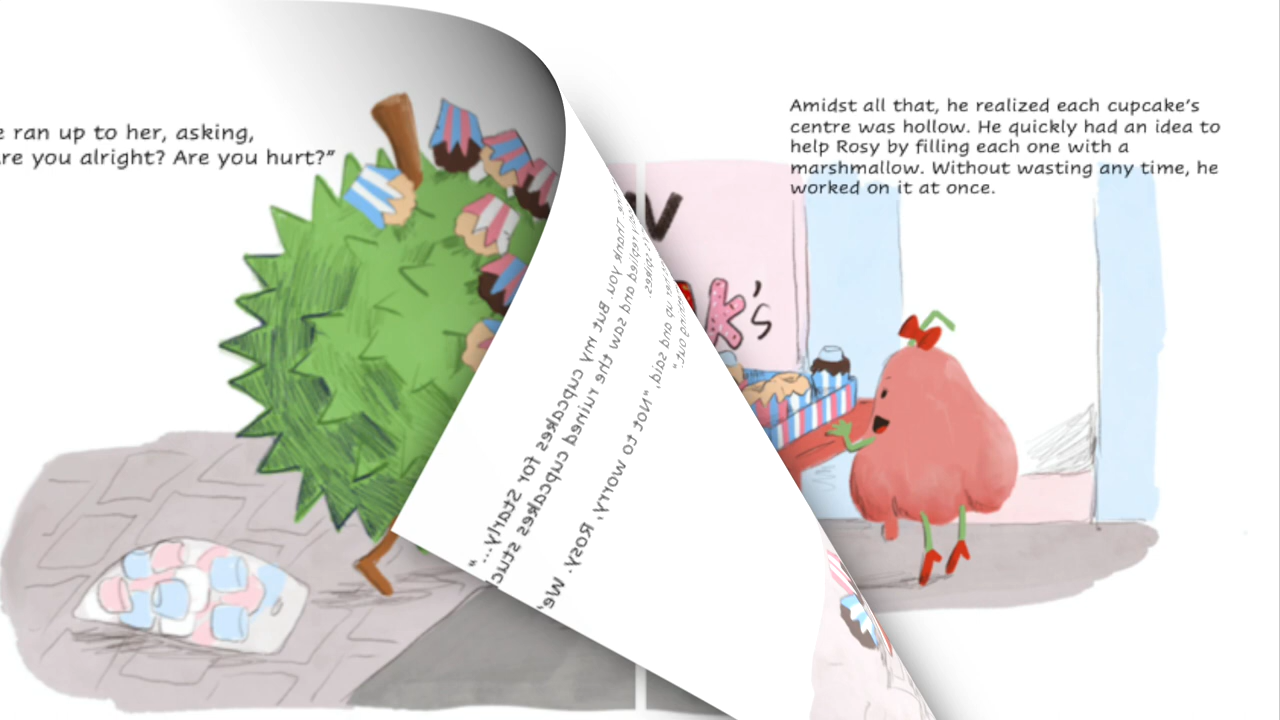 e ran up to her, asking,
re you alright? Are you hurt?”
Thank you. But my cupcakes for Starly...”
replied and saw the ruined cupcakes stuc
up and said, “Not to worry, Rosy. We’
Amidst all that, he realized each cupcake’s
centre was hollow. He quickly had an idea to
help Rosy by filling each one with a
marshmallow. Without wasting any time, he
worked on it at once.
k’s